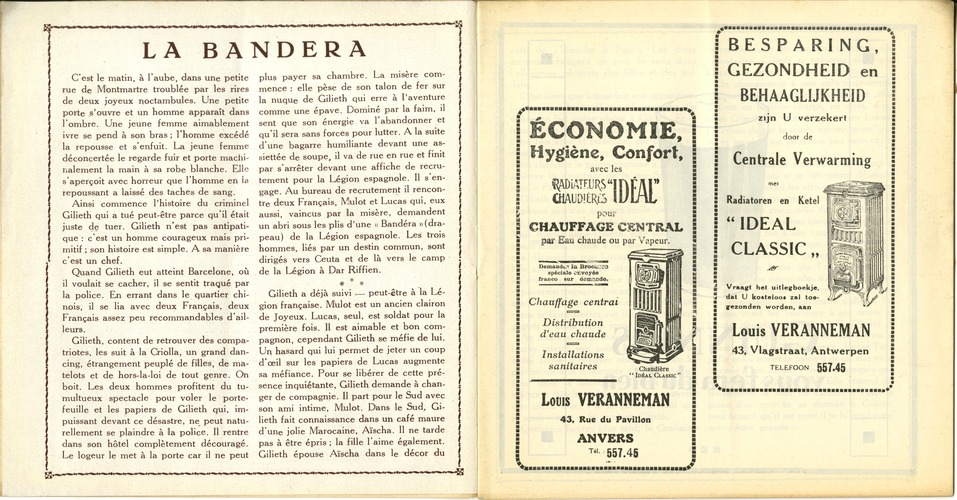 LA BANDERA
C'est le matin, à l'aube, dans une petite
rue de Montmartre troublée par les rires
de deux joyeux noctambules. Une petite
porte s'ouvre et un homme apparaît dans
l'ombre. Une jeune femme aimablement
ivre se pend à son bras ; l'homme excédé
la repousse et s'enfuit. La jeune femme
déconcertée le regarde fuir et porte machi-
nalement la main à sa robe blanche. Elle
s'aperçoit avec horreur que l'homme en la
repoussant a laissé des taches de sang.
Ainsi commence l'histoire du criminel
Gilieth qui a tué peut-être parce qu'il était
juste de tuer. Gilieth n'est pas antipati-
que : c'est un homme courageux mais pri-
mitif ; son histoire est simple. A sa manière
c'est un chef.
Quand Gilieth eut atteint Barcelone, où
il voulait se cacher, il se sentit traqué par
la police. En errant dans le quartier chi-
nois, il se lia avec deux Français, deux
Français assez peu recommandables d'ail-
leurs.
Gilieth, content de retrouver des compa-
triotes, les suit à la Criolla, un grand dan-
cing, étrangement peuplé de filles, de ma-
telots et de hors-la-loi de tout genre. On
boit. Les deux hommes profitent du tu-
multueux spectacle pour voler le porte-
feuille et les papiers de Gilieth qui, im-
puissant devant ce désastre, ne peut natu-
rellement se plaindre à la police. Il rentre
dans son hôtel complètement découragé.
Le logeur le met à la porte car il ne peut
plus payer sa chambre. La misère com-
mence : elle pèse de son talon de fer sur
la nuque de Gilieth qui erre à l'aventure
comme une épave. Dominé par la faim, il
sent que son énergie va l'abandonner et
qu'il sera sans forces pour lutter. A la suite
d'une bagarre humiliante devant une as-
siettée de soupe, il va de rue en rue et finit
par s'arrêter devant une affiche de recru-
tement pour la Légion espagnole. Il s'en-
gage. Au bureau de recrutement il rencon-
tre deux Français, Mulot et Lucas qui, eux
aussi, vaincus par la misère, demandent
un abri sous les plis d'une « Bandéra » (dra-
peau) de la Légion espagnole. Les trois
hommes, liés par un destin commun, sont
dirigés vers Ceuta et de là vers le camp
de la Légion à Dar Riffien.
* * *
Gilieth a déjà suivi — peut-être à la Lé-
gion française. Mulot est un ancien clairon
de Joyeux. Lucas, seul, est soldat pour la
première fois. Il est aimable et bon com-
pagnon, cependant Gilieth se méfie de lui.
Un hasard qui lui permet de jeter un coup
d'œil sur les papiers de Lucas augmente
sa méfiance. Pour se libérer de cette pré-
sence inquiétante, Gilieth demande à chan-
ger de compagnie. Il part pour le Sud avec
son ami intime, Mulot. Dans le Sud, Gi-
lieth fait connaissance dans un café maure
d'une jolie Marocaine, Aïscha. Il ne tarde
pas à être épris ; la fille l'aime également.
Gilieth épouse Aïscha dans le décor du
ÉCONOMIE,
Hygiène, Confort,
avec les
RADIATEURS "IDÉAL"
CHAUDIÈRES
pour
CHAUFFAGE CENTRAL
par Eau chaude ou par Vapeur.
Demandez la Brochure
spéciale envoyée
franco sur demande.
Chauffage central
Distribution
d'eau chaude
Installations
sanitaires
Chaudière
"IDÉAL CLASSIC"
Louis VERANNEMAN
43, Rue du Pavillon
ANVERS
Tél. 557.45
BESPARING,
GEZONDHEID en
BEHAAGLIJKHEID
zijn U verzekert
door de
Centrale Verwarming
met
Radiatoren en Ketel
“ IDEAL
CLASSIC „
Vraagt het uitlegboekje,
dat U kosteloos zal toe-
gezonden worden, aan
Louis VERANNEMAN
43, Vlagstraat, Antwerpen
TELEFOON 557.45